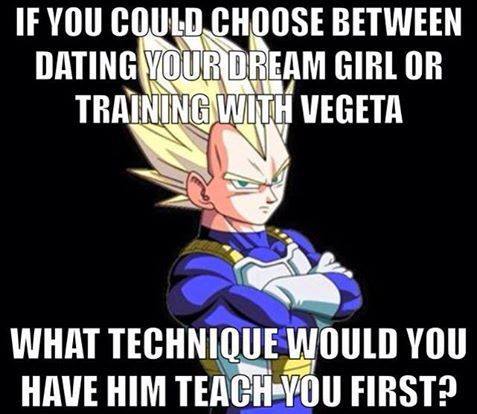 IF YOU COULD CHOOSE BETWEEN
DATING YOUR DREAM GIRL OR
TRAINING WITH VEGETA
WHAT TECHNIQUE WOULD YOU
HAVE HIM TEACH YOU FIRST?